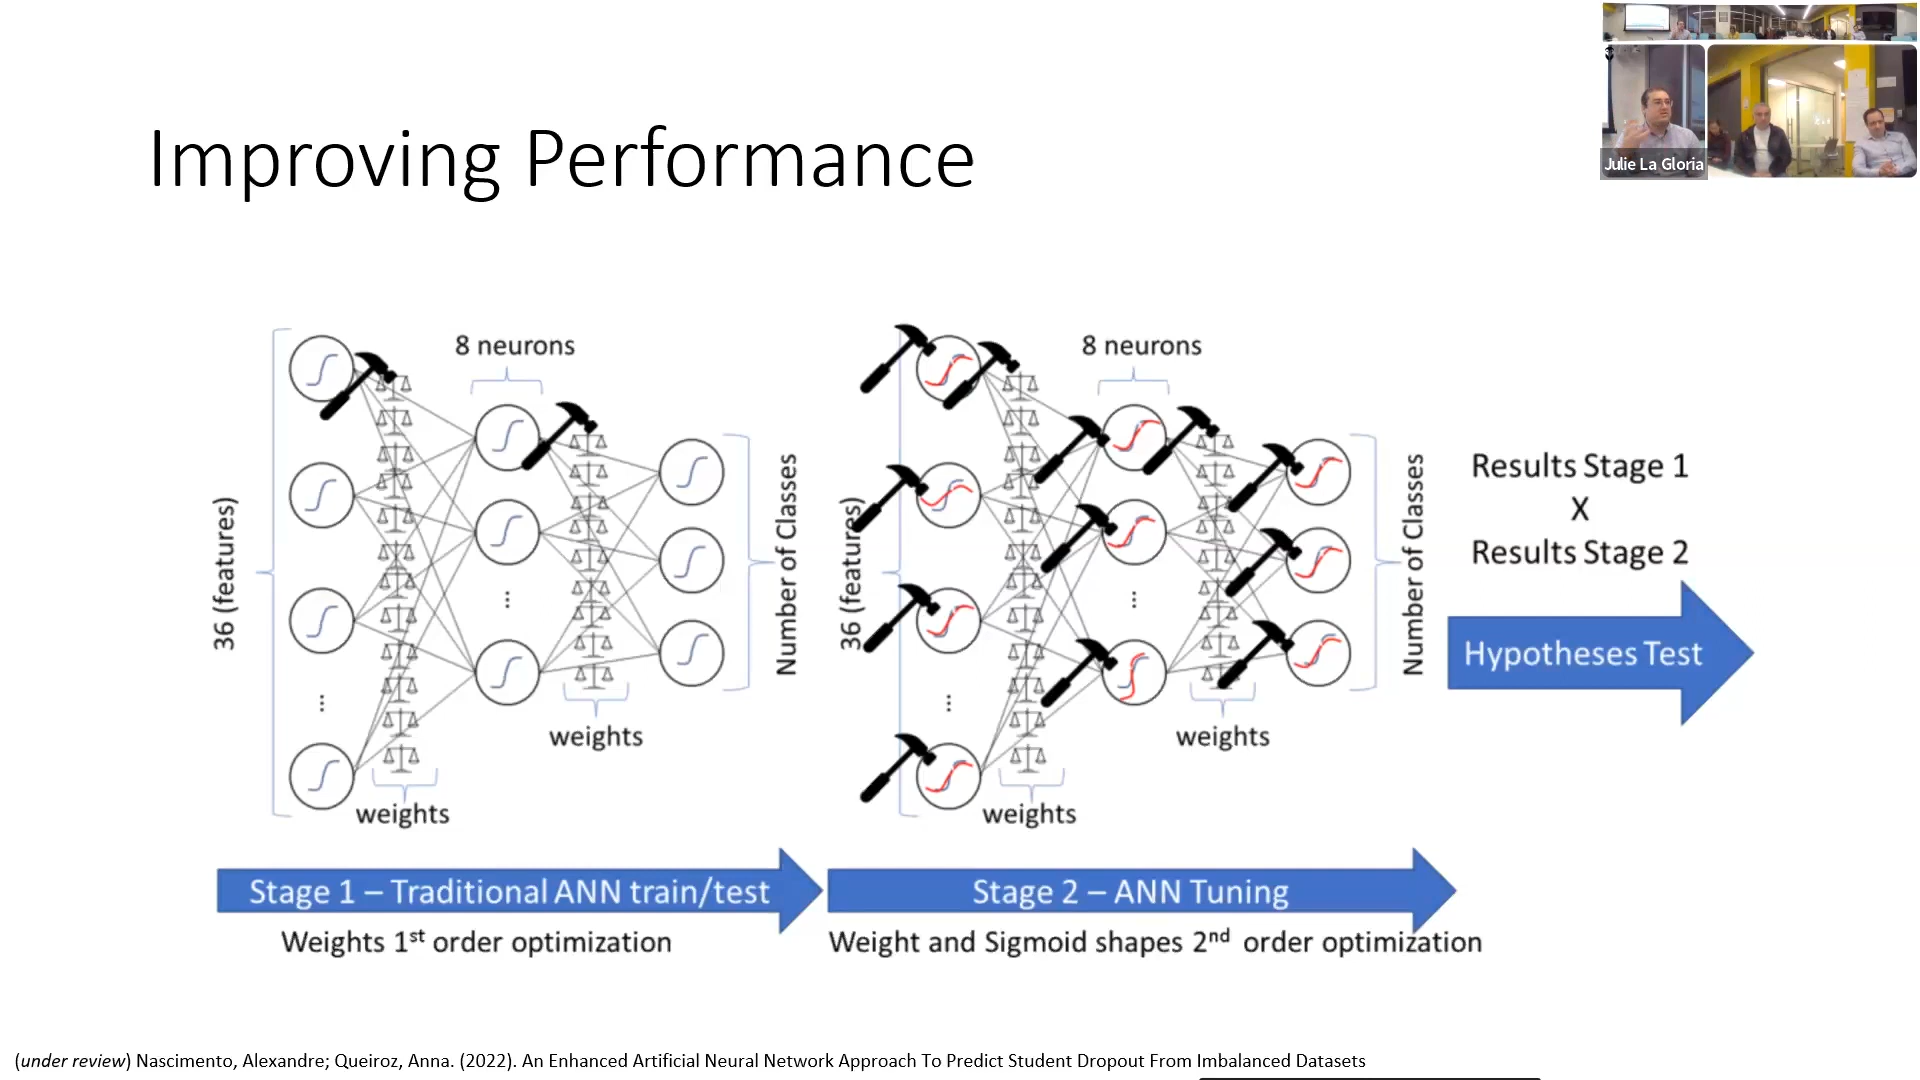 Improving Performance
Julie La Gloria
8 neurons
36 (features)
Number of Classes
weights
weights
8 neurons
36 (features)
Number of Classes
weights
weights
Results Stage 1
X
Results Stage 2
Hypotheses Test
Stage 1 – Traditional ANN train/test
Stage 2 – ANN Tuning
Weights 1st order optimization
Weight and Sigmoid shapes 2nd order optimization
(under review) Nascimento, Alexandre; Queiroz, Anna. (2022). An Enhanced Artificial Neural Network Approach To Predict Student Dropout From Imbalanced Datasets